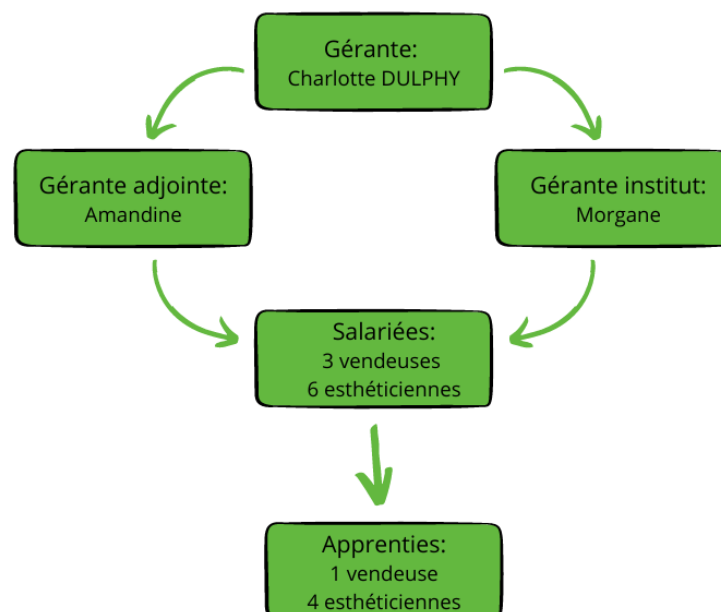 Gérante:
Charlotte DULPHY
Gérante adjointe:
Amandine
Gérante institut:
Morgane
Salariées:
3 vendeuses
6 esthéticiennes
Apprenties:
1 vendeuse
4 esthéticiennes